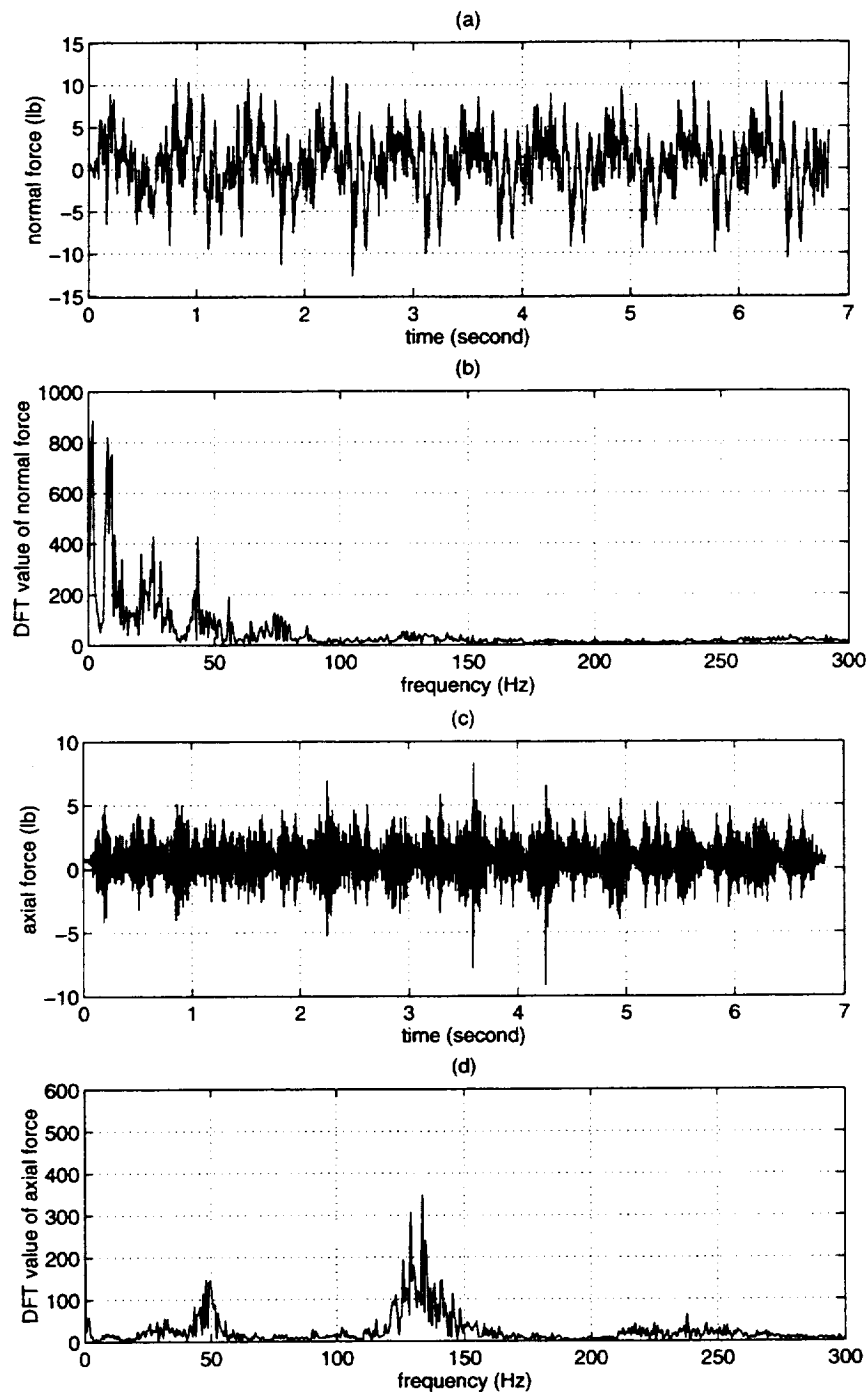 (a)
15
10
5
0
−5
−10
−15
normal force (lb)
0 1 2 3 4 5 6 7
time (second)
(b)
1000
800
600
400
200
0
DFT value of normal force
0 50 100 150 200 250 300
frequency (Hz)
(c)
10
5
0
−5
−10
axial force (lb)
0 1 2 3 4 5 6 7
time (second)
(d)
600
500
400
300
200
100
0
DFT value of axial force
0 50 100 150 200 250 300
frequency (Hz)